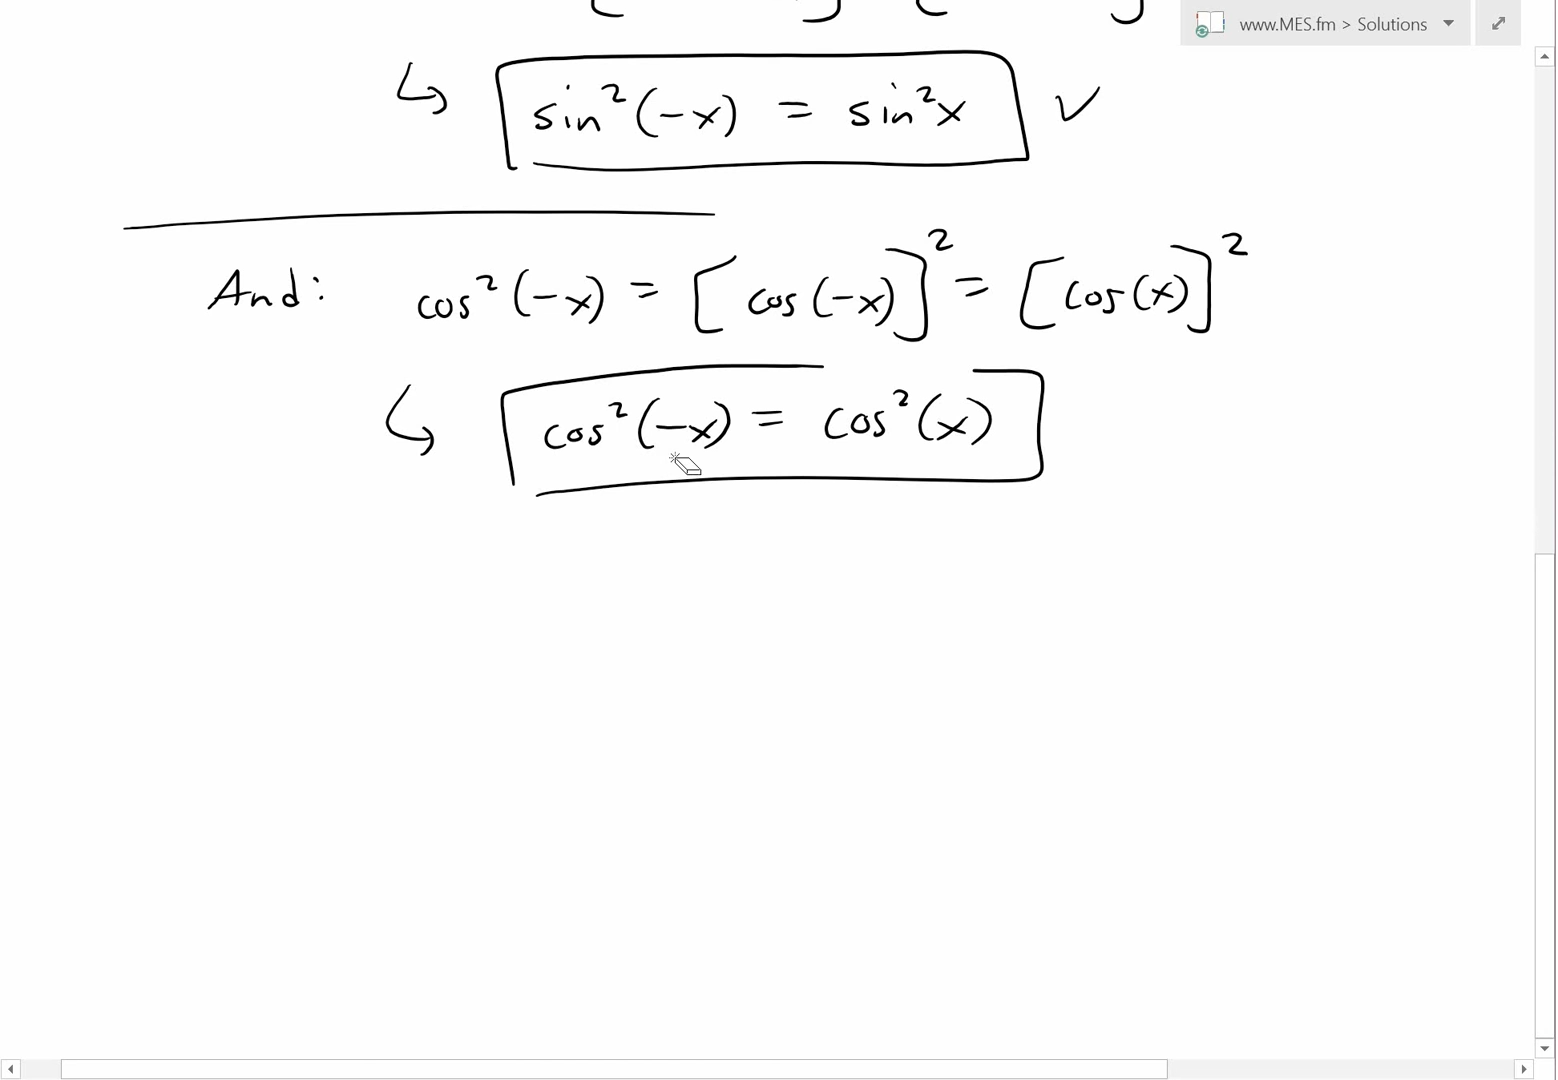 www.MES.fm > Solutions
sin²(-x) = sin²x ✓
And: cos²(-x) = [cos(-x)]² = [cos(x)]²
↳ cos²(-x) = cos²(x)